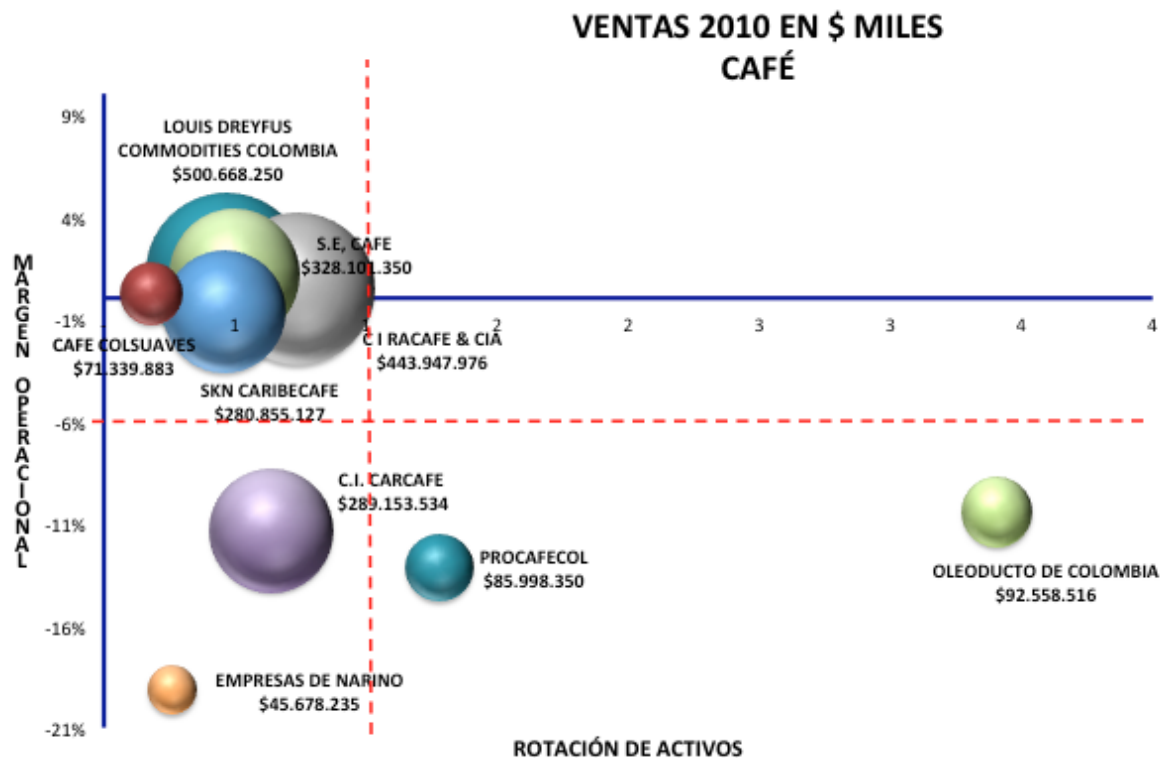 VENTAS 2010 EN $ MILES
CAFÉ
9%
LOUIS DREYFUS
COMMODITIES COLOMBIA
$500.668.250
4%
S.E, CAFE
$328.101.350
MARGEN OPERACIONAL
-1%
1
1
2
2
3
3
4
4
CAFE COLSUAVES
$71.339.883
C I RACAFE & CIA
$443.947.976
SKN CARIBECAFE
$280.855.127
-6%
C.I. CARCAFE
$289.153.534
-11%
PROCAFECOL
$85.998.350
OLEODUCTO DE COLOMBIA
$92.558.516
-16%
EMPRESAS DE NARINO
$45.678.235
-21%
ROTACIÓN DE ACTIVOS